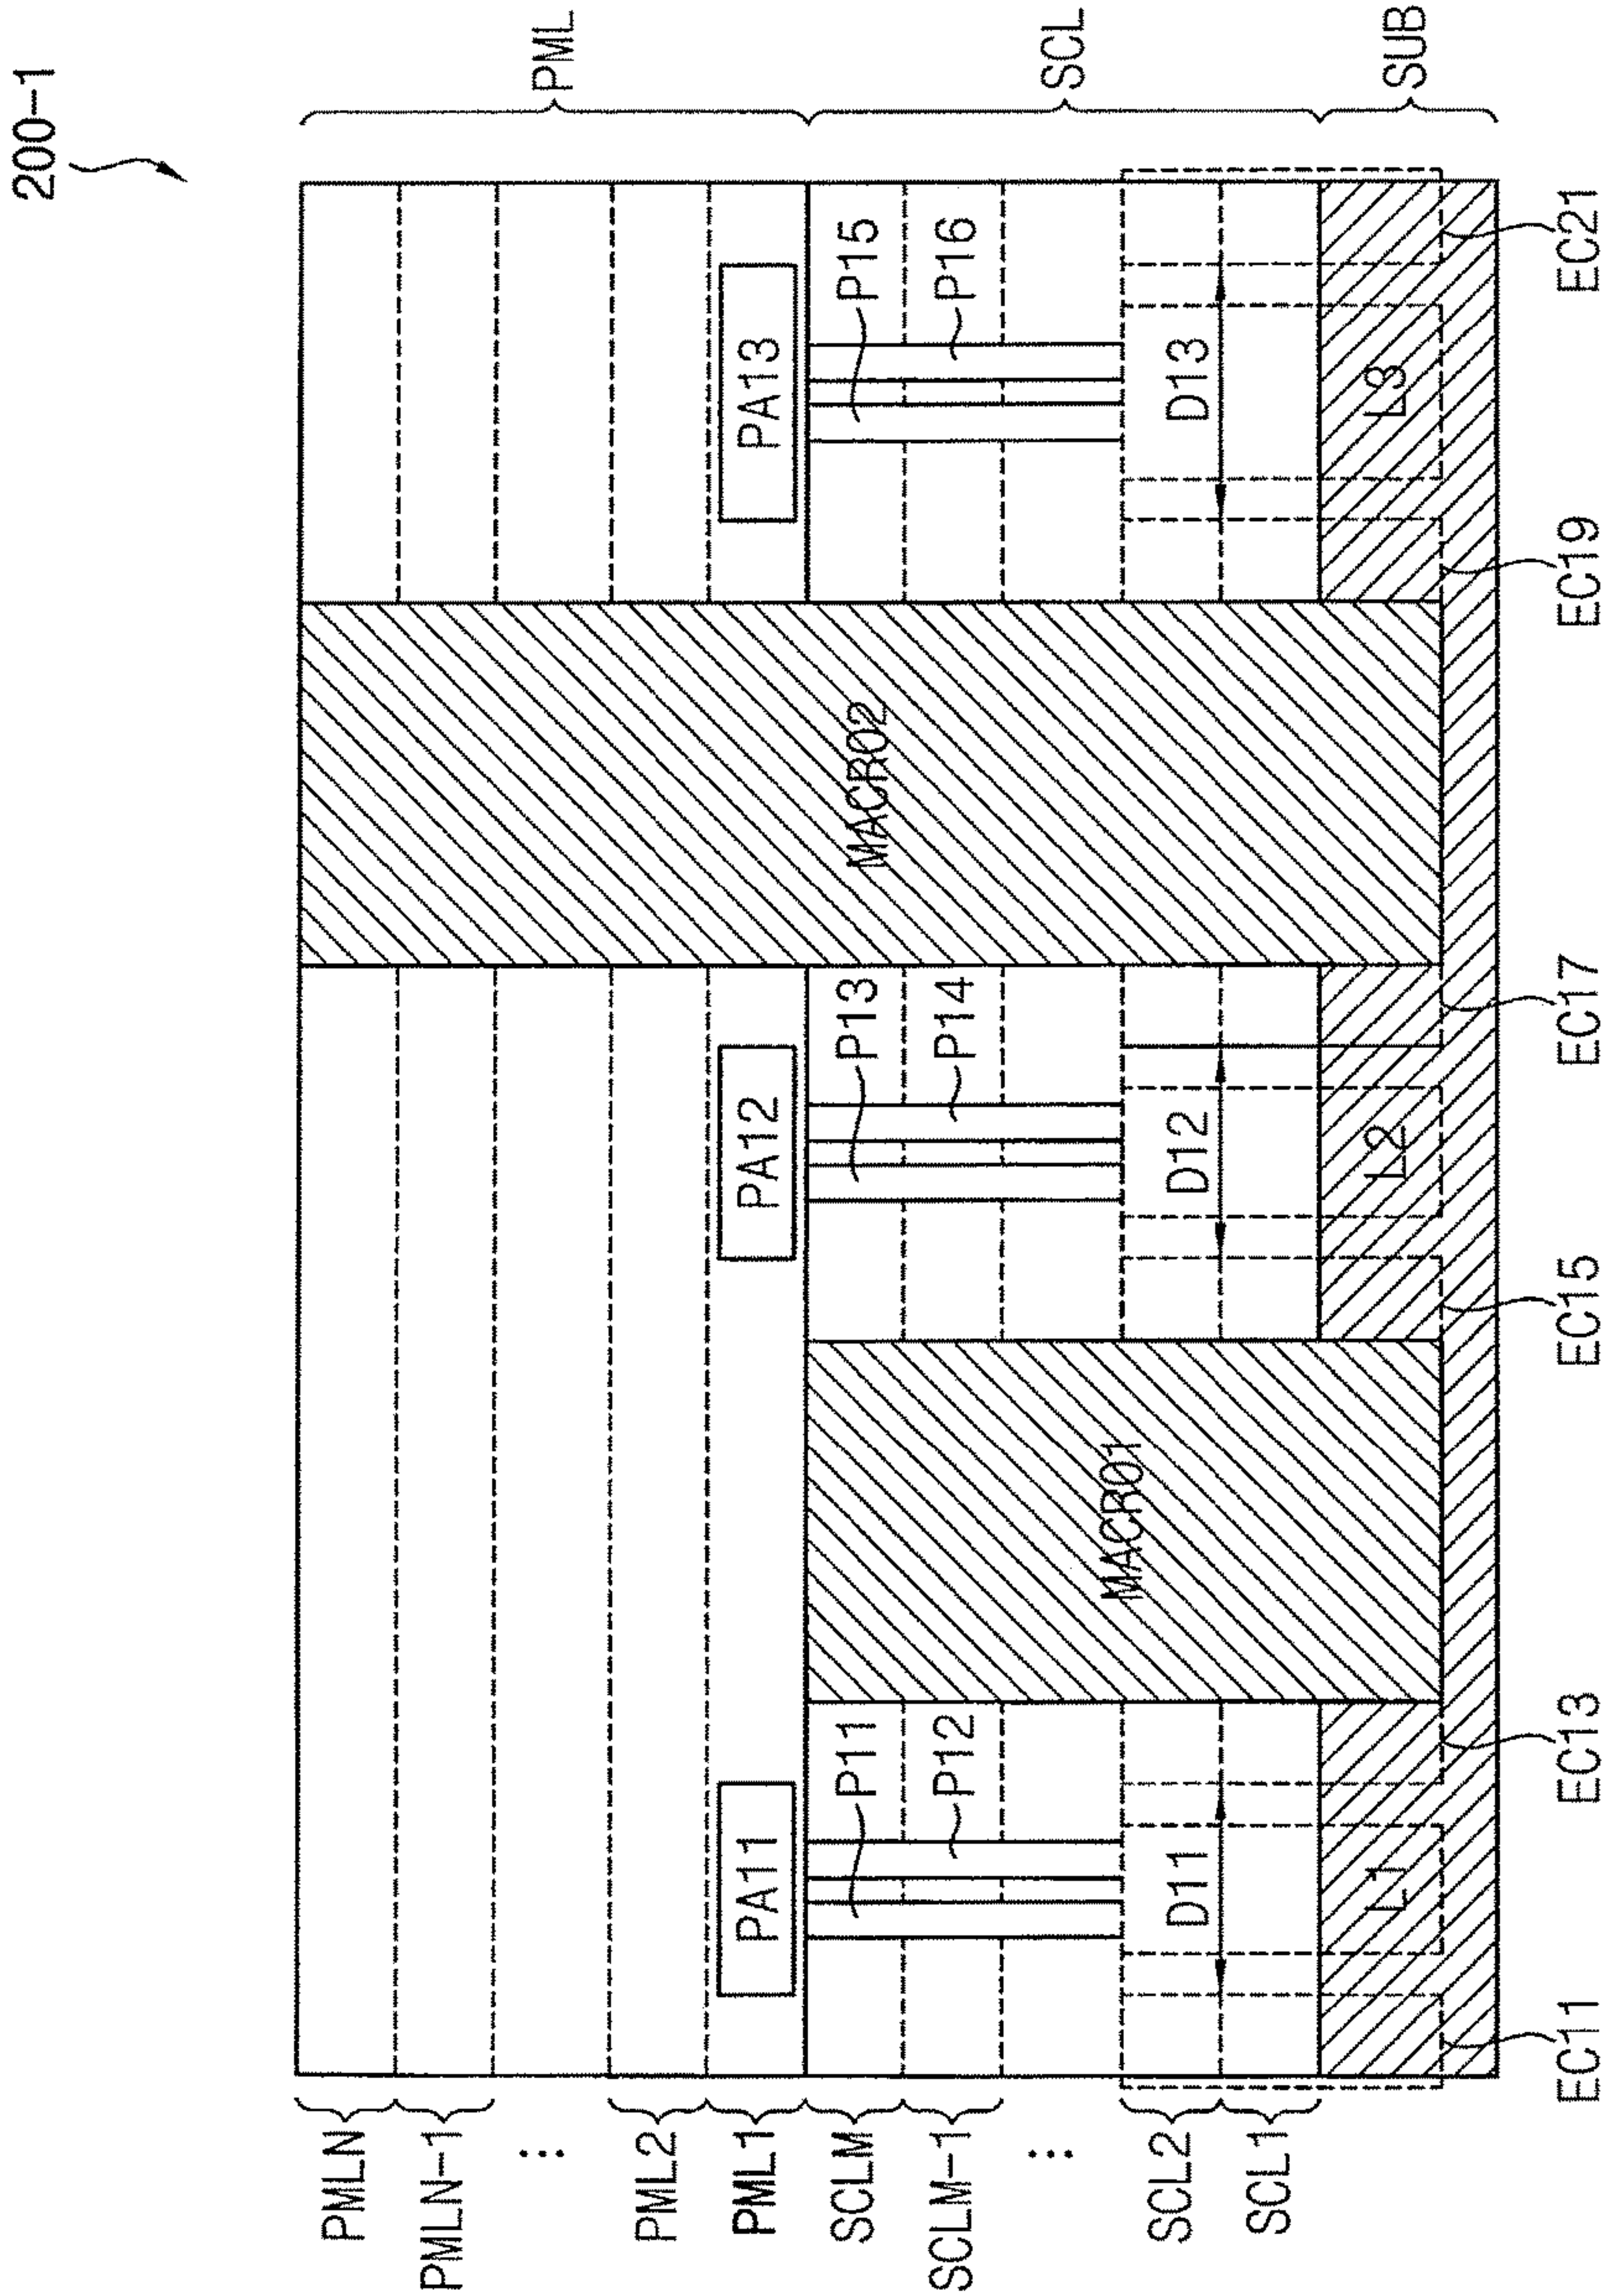 200-1
PMLN
PMLN-1
⋮
PML2
PML1
SCLM
SCLM-1
⋮
SCL2
SCL1
PML
SCL
SUB
PA11
PA12
PA13
P11
P13
P15
P12
P14
P16
MACRO1
MACRO2
D11
D12
D13
L1
L2
L3
EC11
EC13
EC15
EC17
EC19
EC21